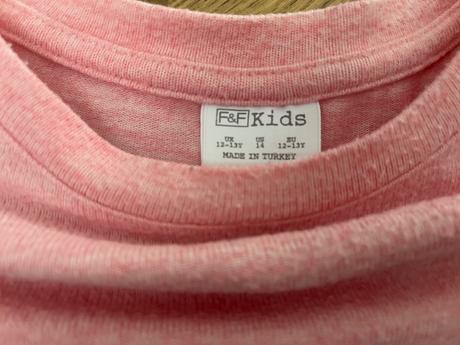 F&F Kids
UK US EU
12-13Y 14 12-13Y
MADE IN TURKEY